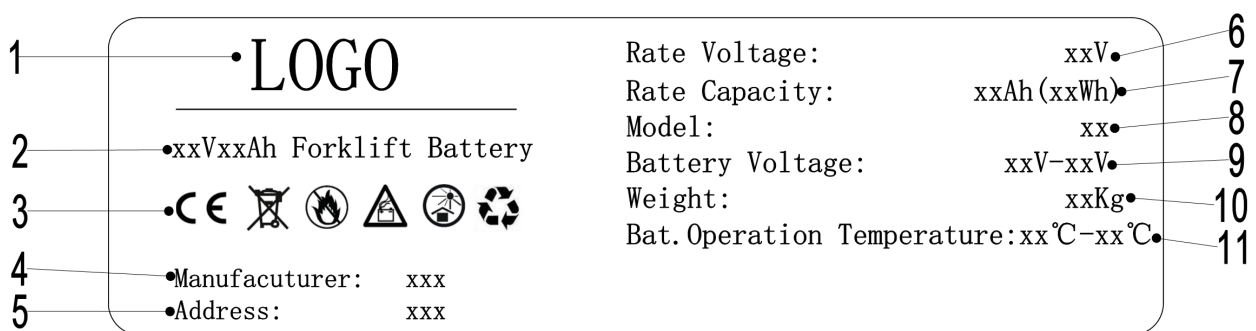 1
LOGO
2
xxVxxAh Forklift Battery
3
CE
4
Manufacuturer: xxx
5
Address: xxx
Rate Voltage: xxV
6
Rate Capacity: xxAh(xxWh)
7
Model: xx
8
Battery Voltage: xxV-xxV
9
Weight: xxKg
10
Bat.Operation Temperature:xx℃-xx℃
11